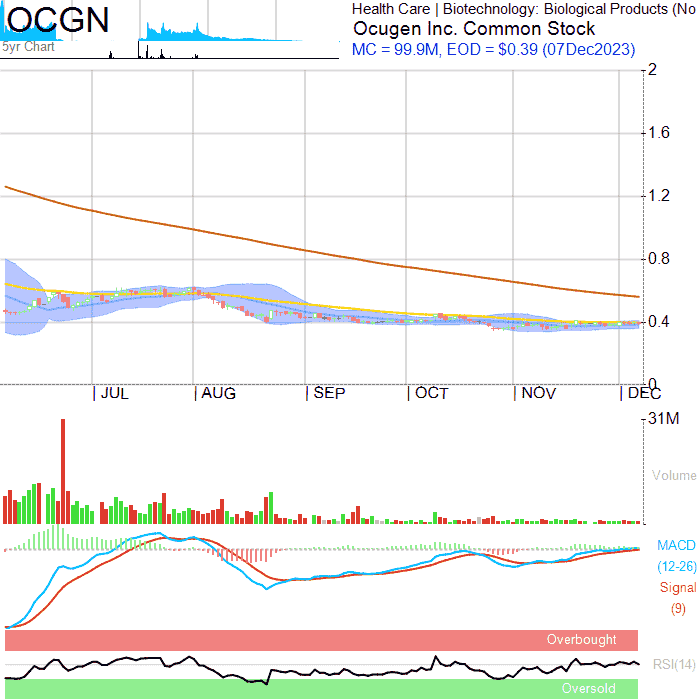 OCGN
5yr Chart
Health Care | Biotechnology: Biological Products (No
Ocugen Inc. Common Stock
MC = 99.9M, EOD = $0.39 (07Dec2023)
2
1.6
1.2
0.8
0.4
0
JUL AUG SEP OCT NOV DEC
31M
Volume
MACD
(12-26)
Signal
(9)
Overbought
RSI(14)
Oversold